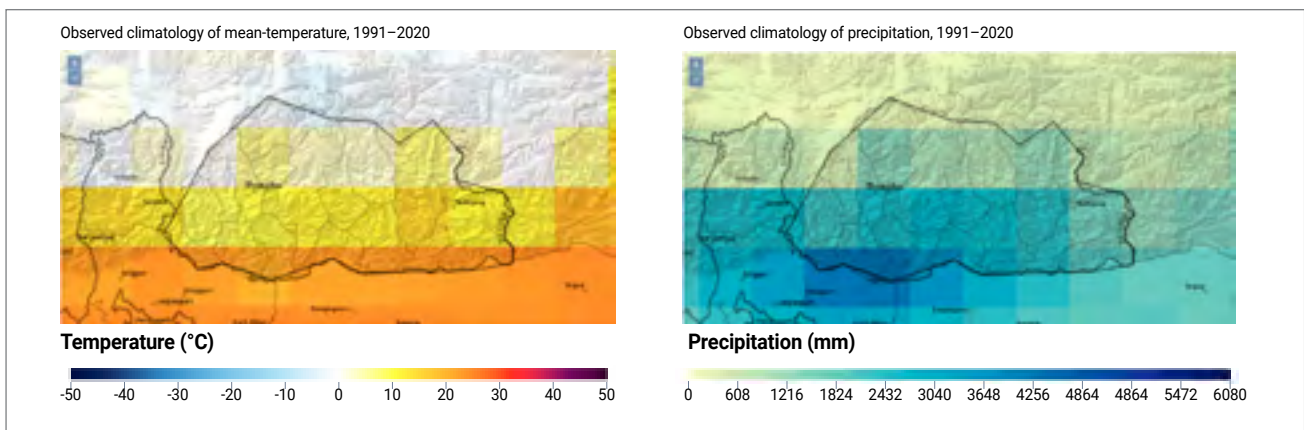 Observed climatology of mean-temperature, 1991–2020
Observed climatology of precipitation, 1991–2020
Temperature (°C)
Precipitation (mm)
-50 -40 -30 -20 -10 0 10 20 30 40 50
0 608 1216 1824 2432 3040 3648 4256 4864 4864 5472 6080